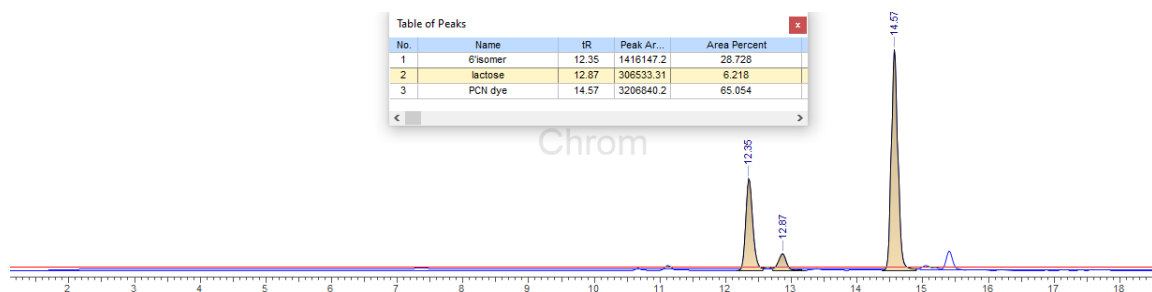 Table of Peaks x
No. Name tR Peak Ar... Area Percent
1 6'isomer 12.35 1416147.2 28.728
2 lactose 12.87 306533.31 6.218
3 PCN dye 14.57 3206840.2 65.054
Chrom
12.35
12.87
14.57
2 3 4 5 6 7 8 9 10 11 12 13 14 15 16 17 18